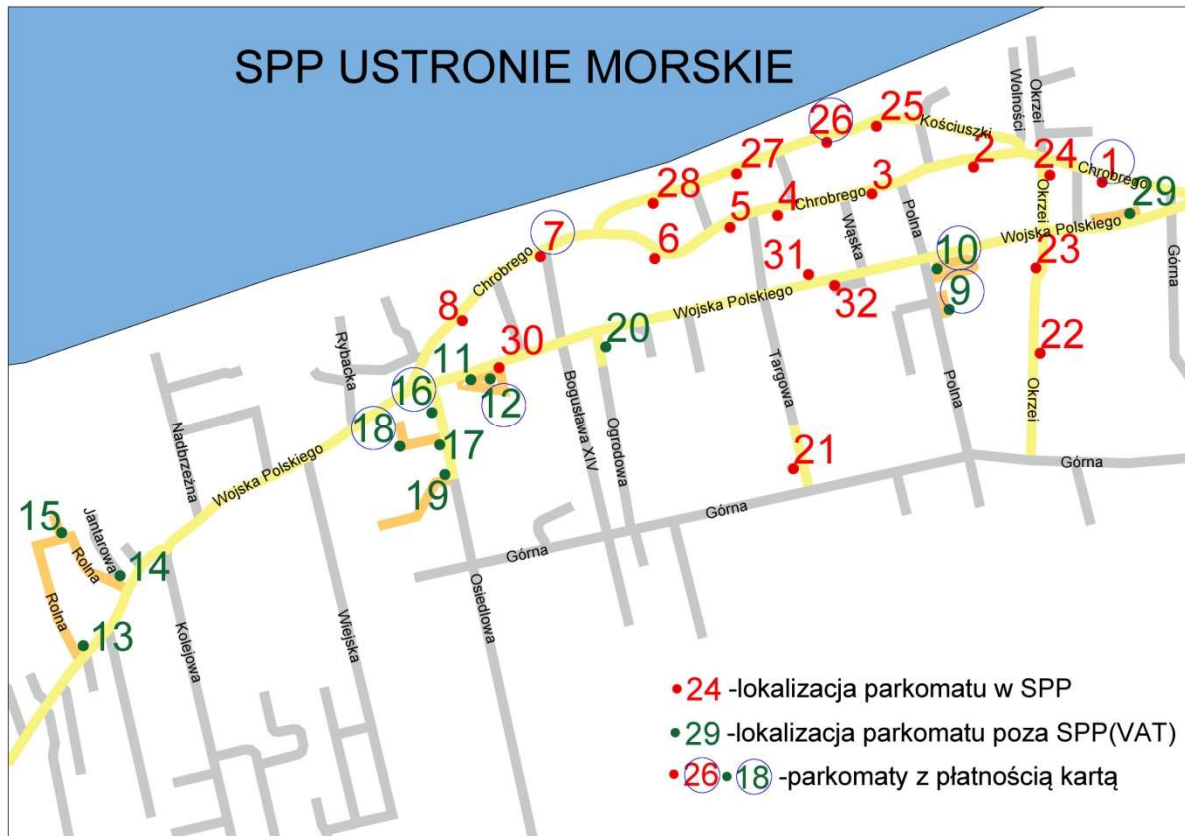 SPP USTRONIE MORSKIE
25
26
27
28
Kościuszki
Wolności
Okrzei
2
24
1
Chrobrego
29
3
Chrobrego
4
5
6
7
Chrobrego
8
Polna
Okrzei
Wojska Polskiego
Wąska
10
9
23
Górna
31
32
Wojska Polskiego
20
30
11
12
Rybacka
16
18
17
19
22
Okrzei
Polna
Targowa
21
Bogusława XIV
Ogrodowa
Górna
Górna
Górna
Nadbrzeżna
Wojska Polskiego
15
Jantarowa
Rolna
14
Rolna
13
Kolejowa
Wiejska
Osiedlowa
24 -lokalizacja parkomatu w SPP
29 -lokalizacja parkomatu poza SPP(VAT)
26 18 -parkomaty z płatnością kartą